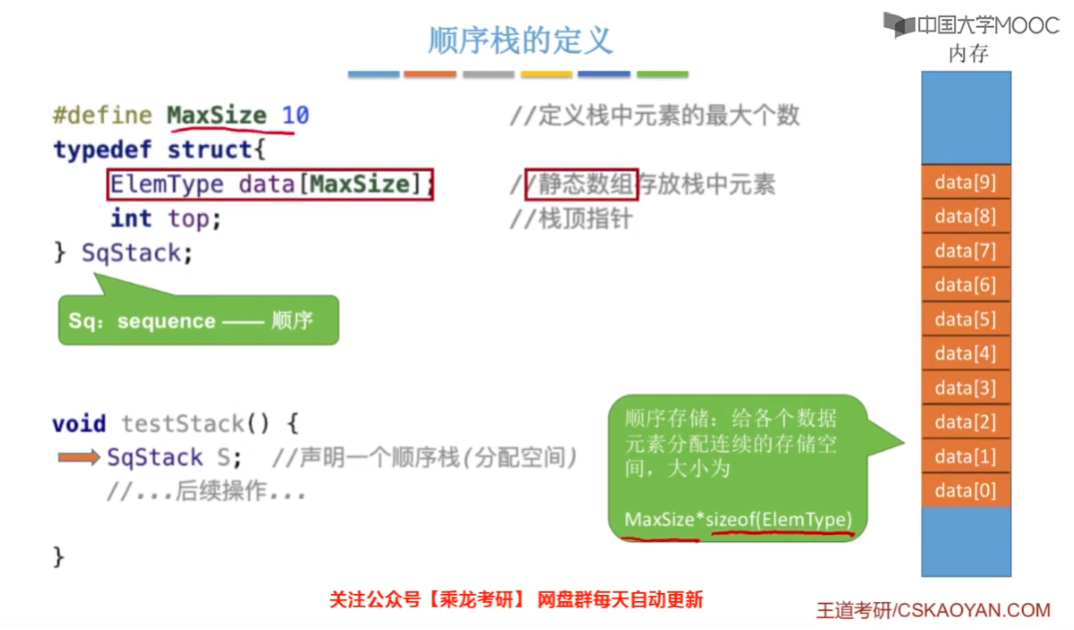 中国大学MOOC
顺序栈的定义
内存
#define MaxSize 10 //定义栈中元素的最大个数
typedef struct{
ElemType data[MaxSize]; //静态数组存放栈中元素
int top; //栈顶指针
} SqStack;
Sq：sequence —— 顺序
void testStack() {
SqStack S; //声明一个顺序栈(分配空间)
//...后续操作...
}
顺序存储：给各个数据
元素分配连续的存储空
间，大小为
MaxSize*sizeof(ElemType)
data[9]
data[8]
data[7]
data[6]
data[5]
data[4]
data[3]
data[2]
data[1]
data[0]
关注公众号【乘龙考研】 网盘群每天自动更新
王道考研/CSKAOYAN.COM